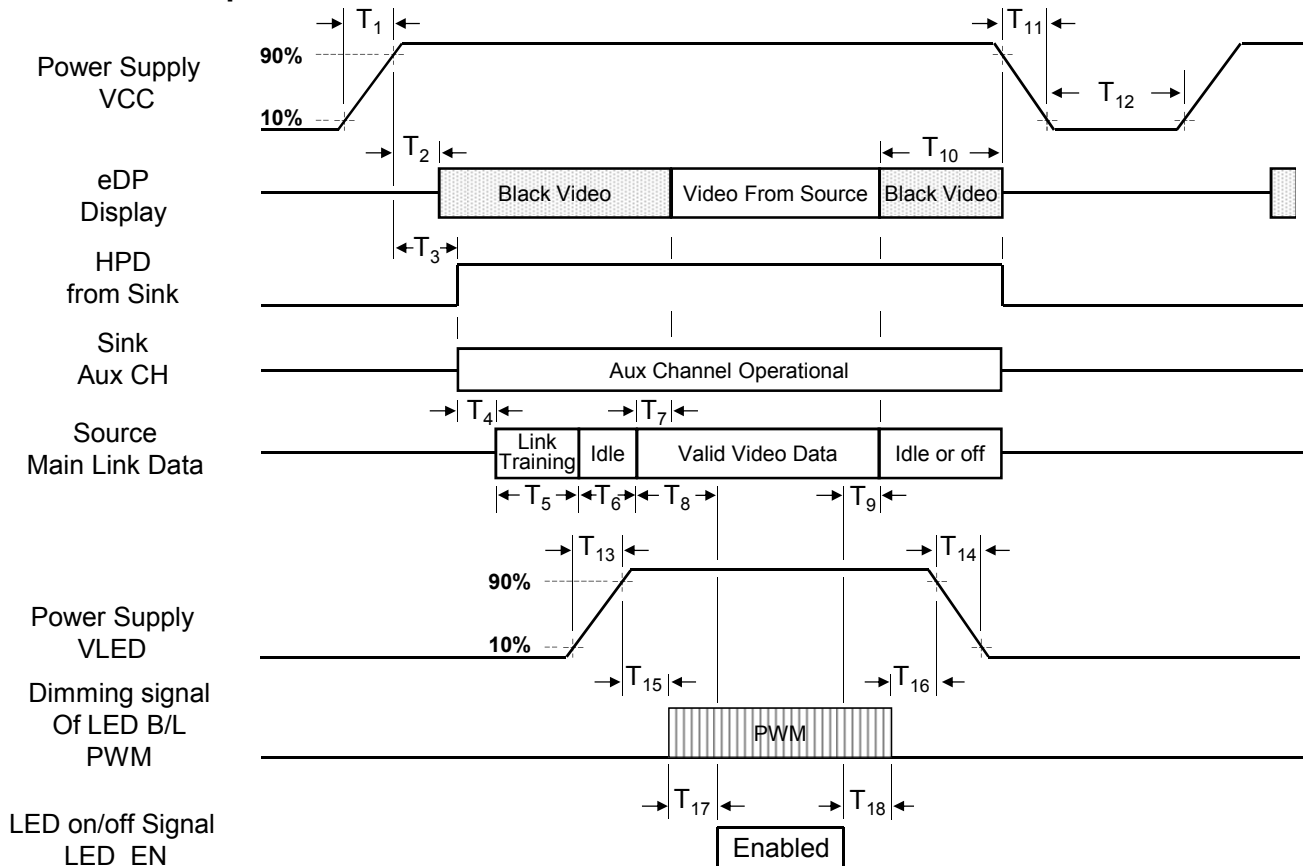 T1
T11
90%
Power Supply
VCC
T12
10%
T2
T10
eDP
Display
Black Video
Video From Source
Black Video
T3
HPD
from Sink
Sink
Aux CH
Aux Channel Operational
T4
T7
Source
Main Link Data
Link
Training
Idle
Valid Video Data
Idle or off
T5
T6
T8
T9
T13
T14
90%
Power Supply
VLED
10%
T15
T16
Dimming signal
Of LED B/L
PWM
PWM
T17
T18
LED on/off Signal
LED EN
Enabled